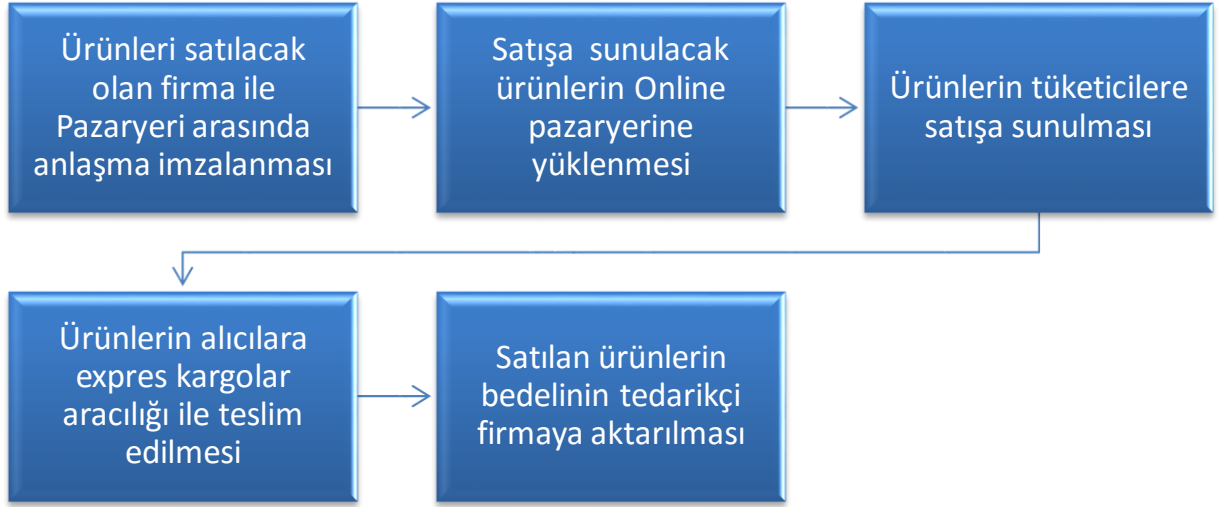 Ürünleri satılacak
olan firma ile
Pazaryeri arasında
anlaşma imzalanması
Satışa  sunulacak
ürünlerin Online
pazaryerine
yüklenmesi
Ürünlerin tüketicilere
satışa sunulması
Ürünlerin alıcılara
expres kargolar
aracılığı ile teslim
edilmesi
Satılan ürünlerin
bedelinin tedarikçi
firmaya aktarılması